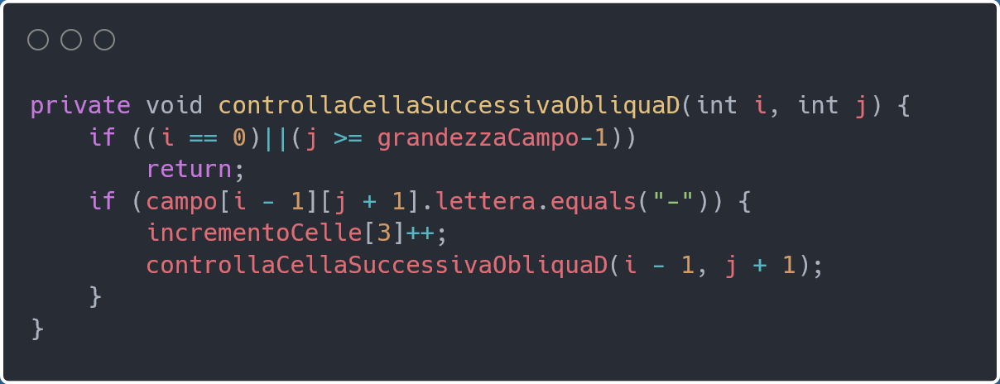 private void controllaCellaSuccessivaObliquaD(int i, int j) {
    if ((i == 0)||(j >= grandezzaCampo-1))
        return;
    if (campo[i - 1][j + 1].lettera.equals("-")) {
        incrementoCelle[3]++;
        controllaCellaSuccessivaObliquaD(i - 1, j + 1);
    }
}